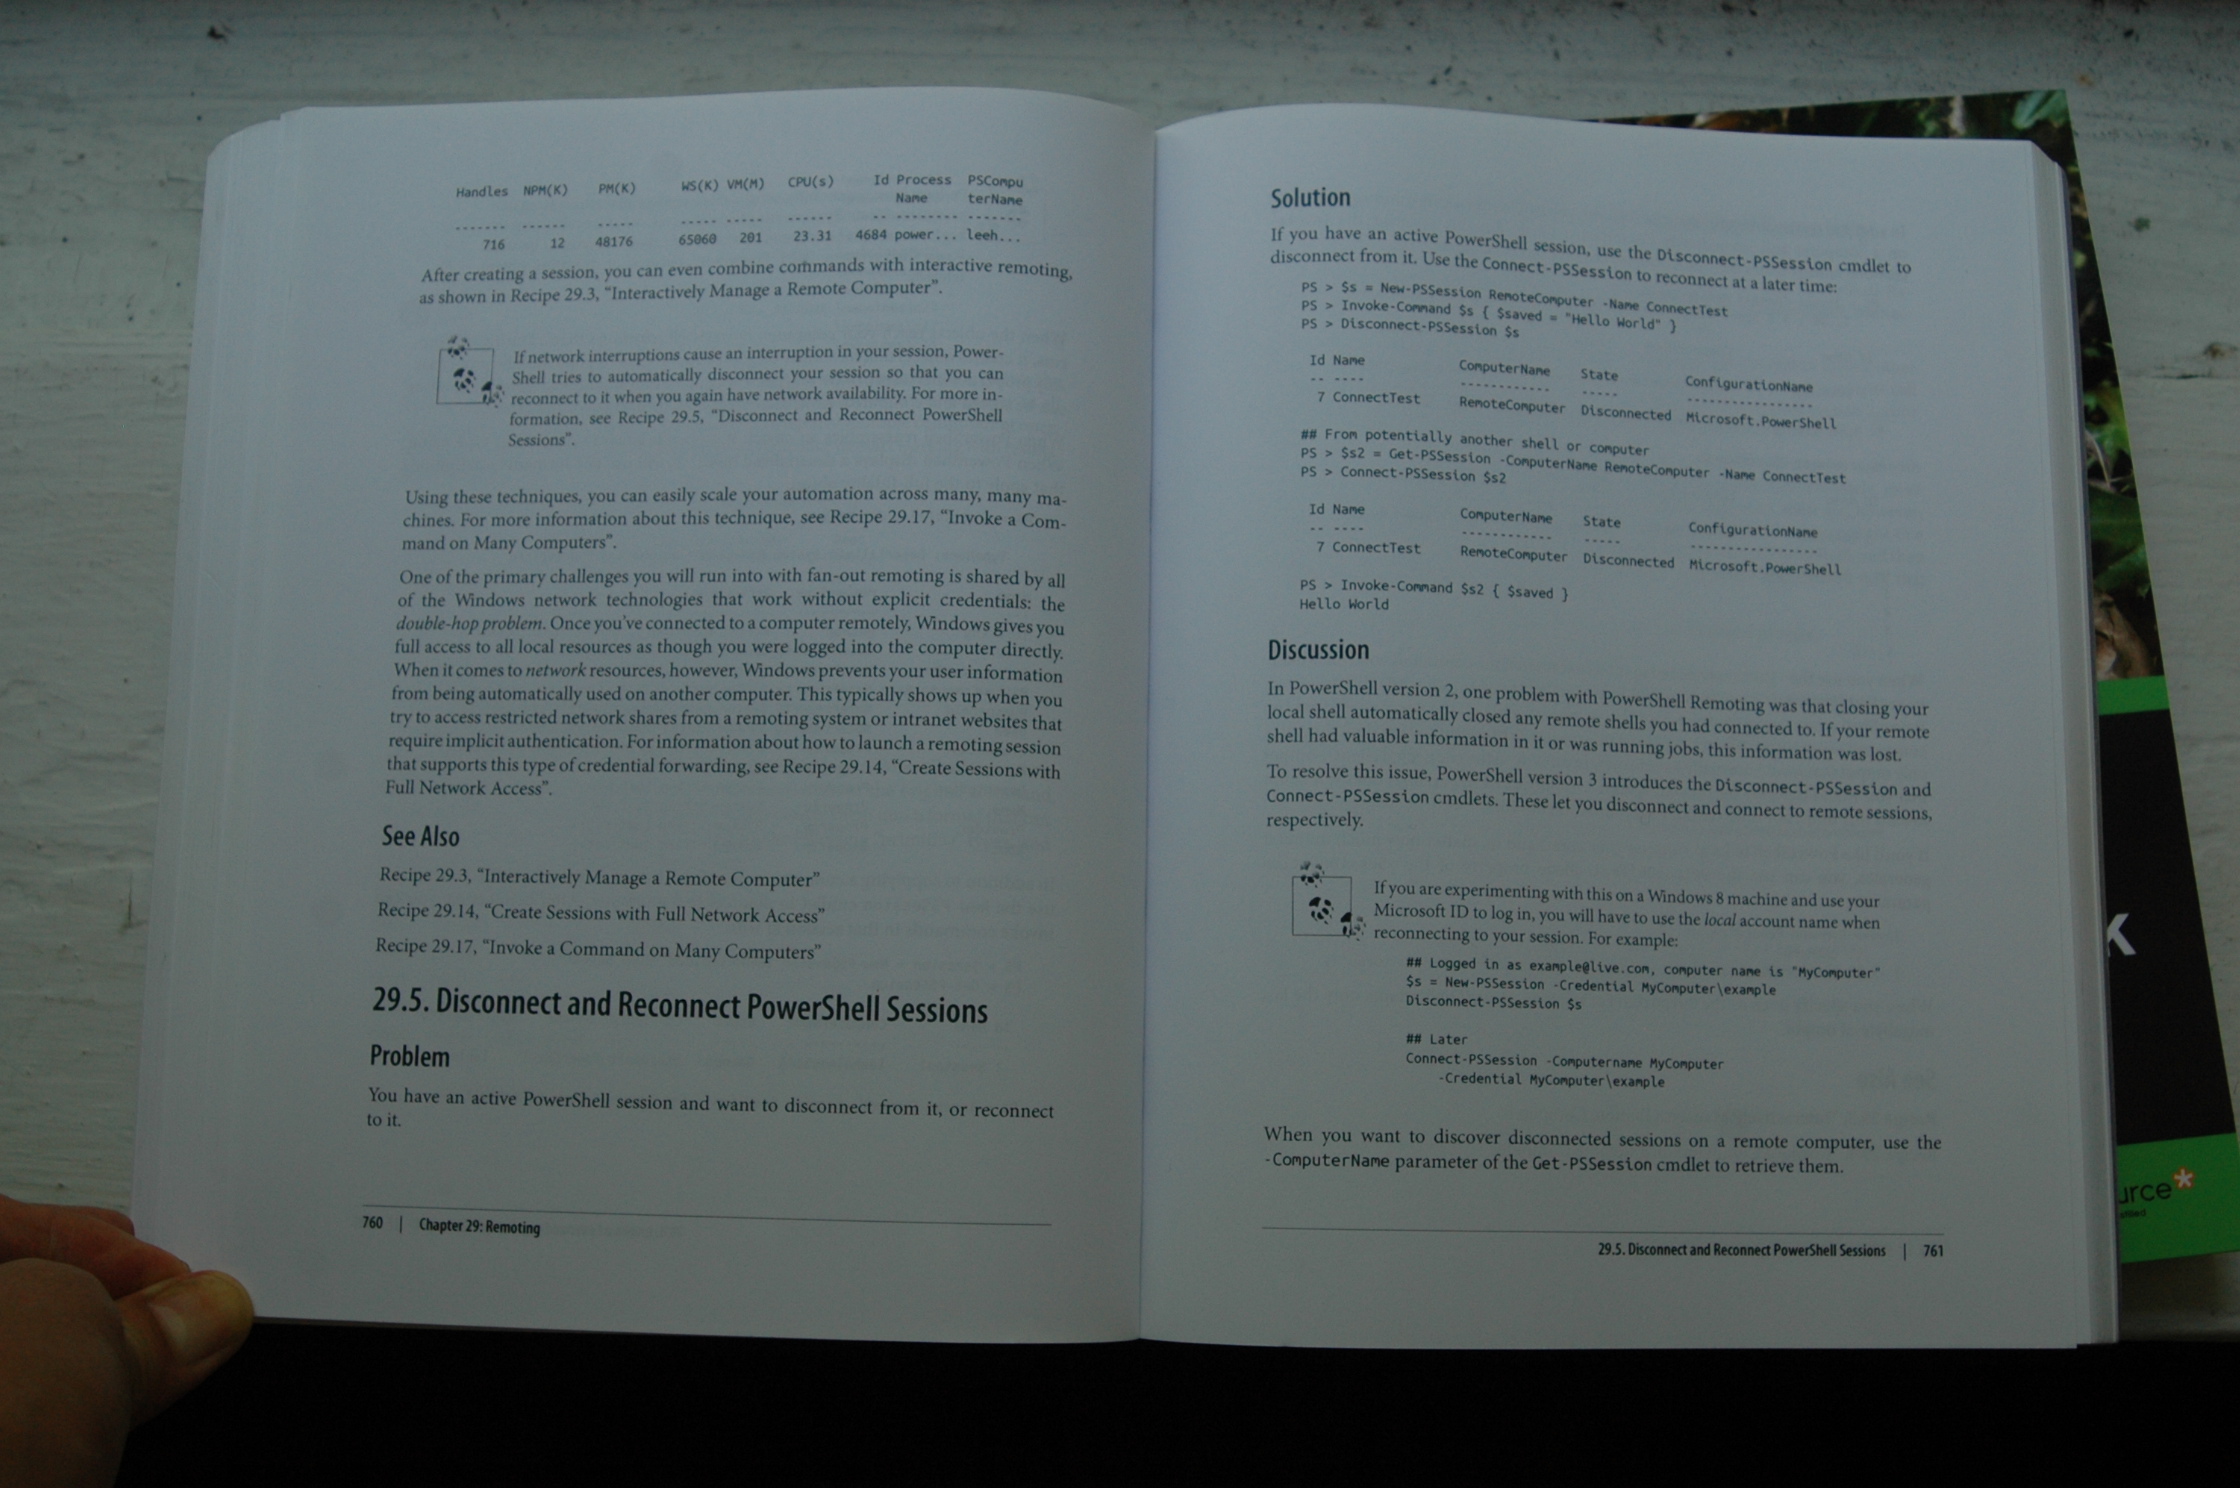 Handles NPM(K) PM(K) WS(K) VM(M) CPU(s) Id Process PSCompu
Name terName
------- ------ ----- ----- ----- ------ -- -------- -------
716 12 48176 65060 201 23.31 4684 power... leeh...
After creating a session, you can even combine commands with interactive remoting,
as shown in Recipe 29.3, “Interactively Manage a Remote Computer”.
If network interruptions cause an interruption in your session, Power-
Shell tries to automatically disconnect your session so that you can
reconnect to it when you again have network availability. For more in-
formation, see Recipe 29.5, “Disconnect and Reconnect PowerShell
Sessions”.
Using these techniques, you can easily scale your automation across many, many ma-
chines. For more information about this technique, see Recipe 29.17, “Invoke a Com-
mand on Many Computers”.
One of the primary challenges you will run into with fan-out remoting is shared by all
of the Windows network technologies that work without explicit credentials: the
double-hop problem. Once you’ve connected to a computer remotely, Windows gives you
full access to all local resources as though you were logged into the computer directly.
When it comes to network resources, however, Windows prevents your user information
from being automatically used on another computer. This typically shows up when you
try to access restricted network shares from a remoting system or intranet websites that
require implicit authentication. For information about how to launch a remoting session
that supports this type of credential forwarding, see Recipe 29.14, “Create Sessions with
Full Network Access”.
See Also
Recipe 29.3, “Interactively Manage a Remote Computer”
Recipe 29.14, “Create Sessions with Full Network Access”
Recipe 29.17, “Invoke a Command on Many Computers”
29.5. Disconnect and Reconnect PowerShell Sessions
Problem
You have an active PowerShell session and want to disconnect from it, or reconnect
to it.
760 | Chapter 29: Remoting
Solution
If you have an active PowerShell session, use the Disconnect-PSSession cmdlet to
disconnect from it. Use the Connect-PSSession to reconnect at a later time:
PS > $s = New-PSSession RemoteComputer -Name ConnectTest
PS > Invoke-Command $s { $saved = "Hello World" }
PS > Disconnect-PSSession $s
Id Name ComputerName State ConfigurationName
-- ---- ------------ ----- -----------------
7 ConnectTest RemoteComputer Disconnected Microsoft.PowerShell
## From potentially another shell or computer
PS > $s2 = Get-PSSession -ComputerName RemoteComputer -Name ConnectTest
PS > Connect-PSSession $s2
Id Name ComputerName State ConfigurationName
-- ---- ------------ ----- -----------------
7 ConnectTest RemoteComputer Disconnected Microsoft.PowerShell
PS > Invoke-Command $s2 { $saved }
Hello World
Discussion
In PowerShell version 2, one problem with PowerShell Remoting was that closing your
local shell automatically closed any remote shells you had connected to. If your remote
shell had valuable information in it or was running jobs, this information was lost.
To resolve this issue, PowerShell version 3 introduces the Disconnect-PSSession and
Connect-PSSession cmdlets. These let you disconnect and connect to remote sessions,
respectively.
If you are experimenting with this on a Windows 8 machine and use your
Microsoft ID to log in, you will have to use the local account name when
reconnecting to your session. For example:
## Logged in as example@live.com, computer name is "MyComputer"
$s = New-PSSession -Credential MyComputer\example
Disconnect-PSSession $s
## Later
Connect-PSSession -Computername MyComputer
-Credential MyComputer\example
When you want to discover disconnected sessions on a remote computer, use the
-ComputerName parameter of the Get-PSSession cmdlet to retrieve them.
29.5. Disconnect and Reconnect PowerShell Sessions | 761
K
urce*